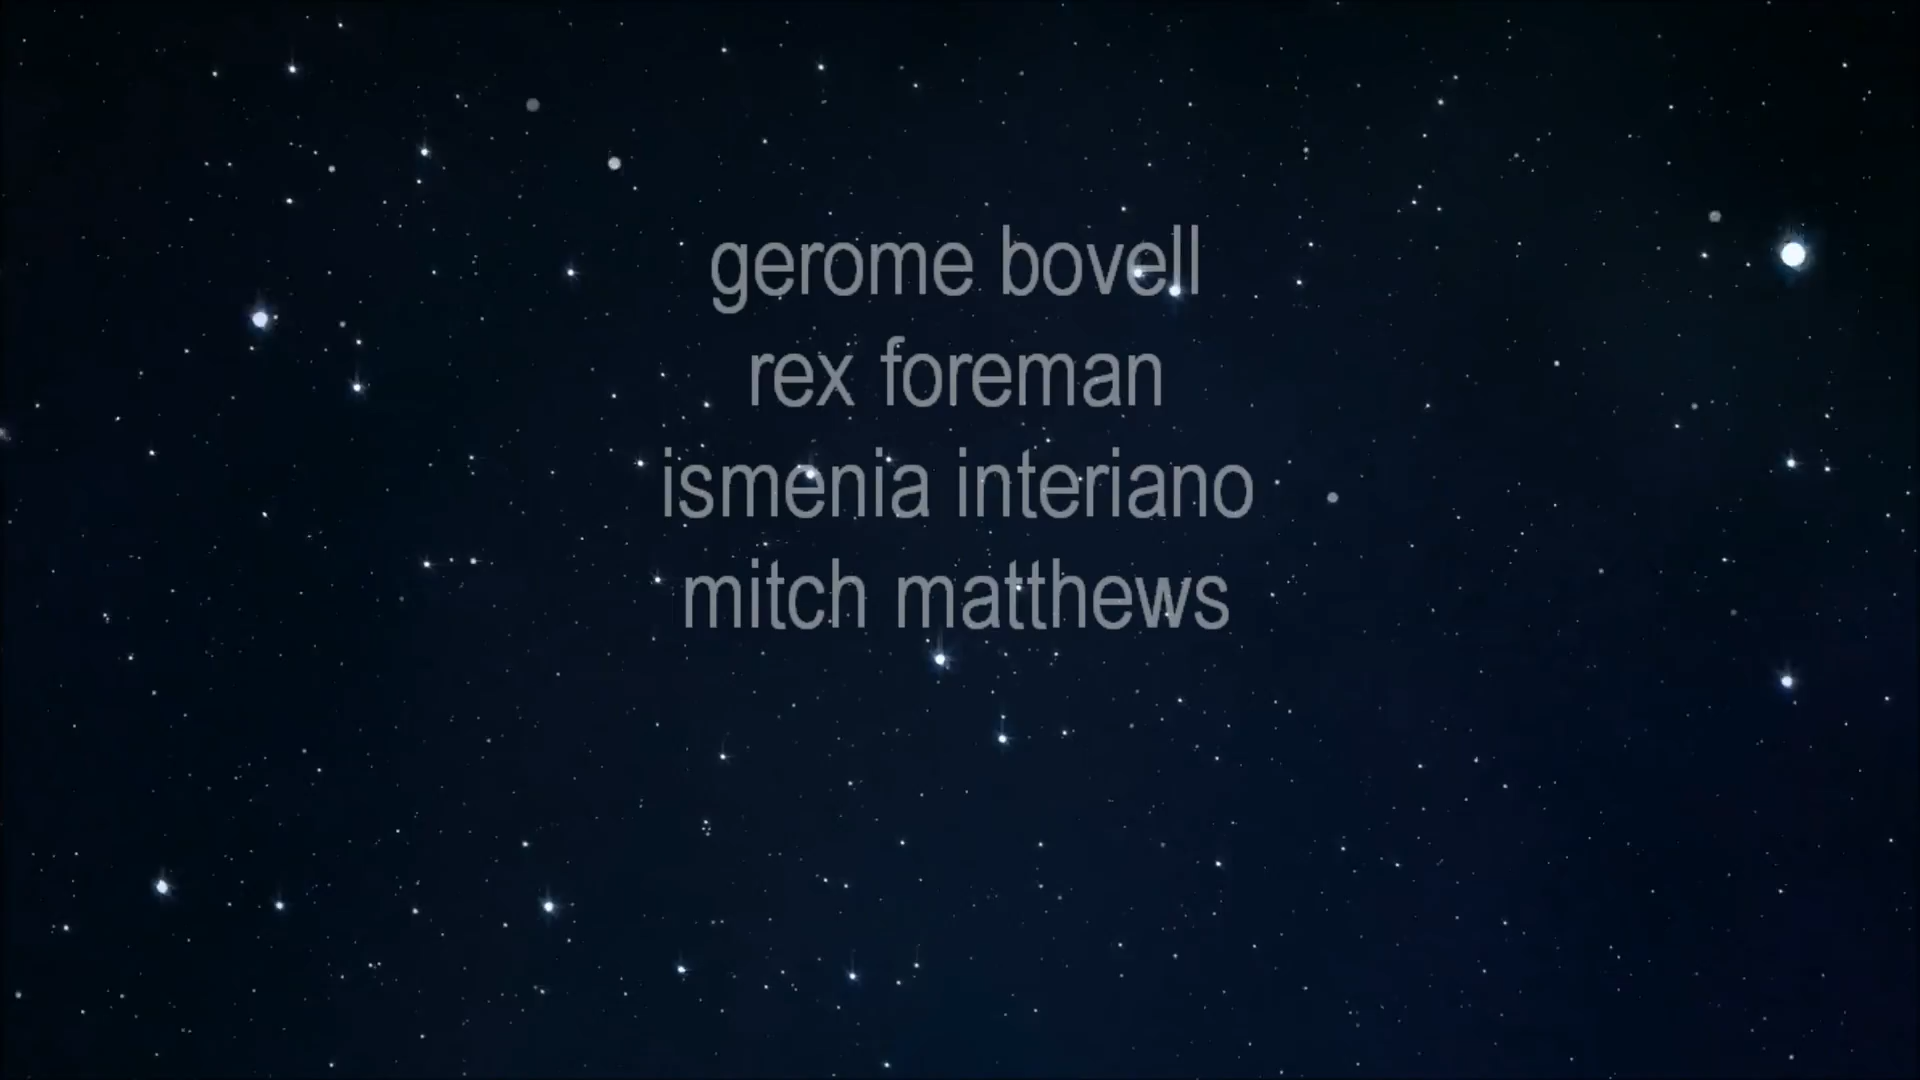 gerome bovell
rex foreman
ismenia interiano
mitch matthews